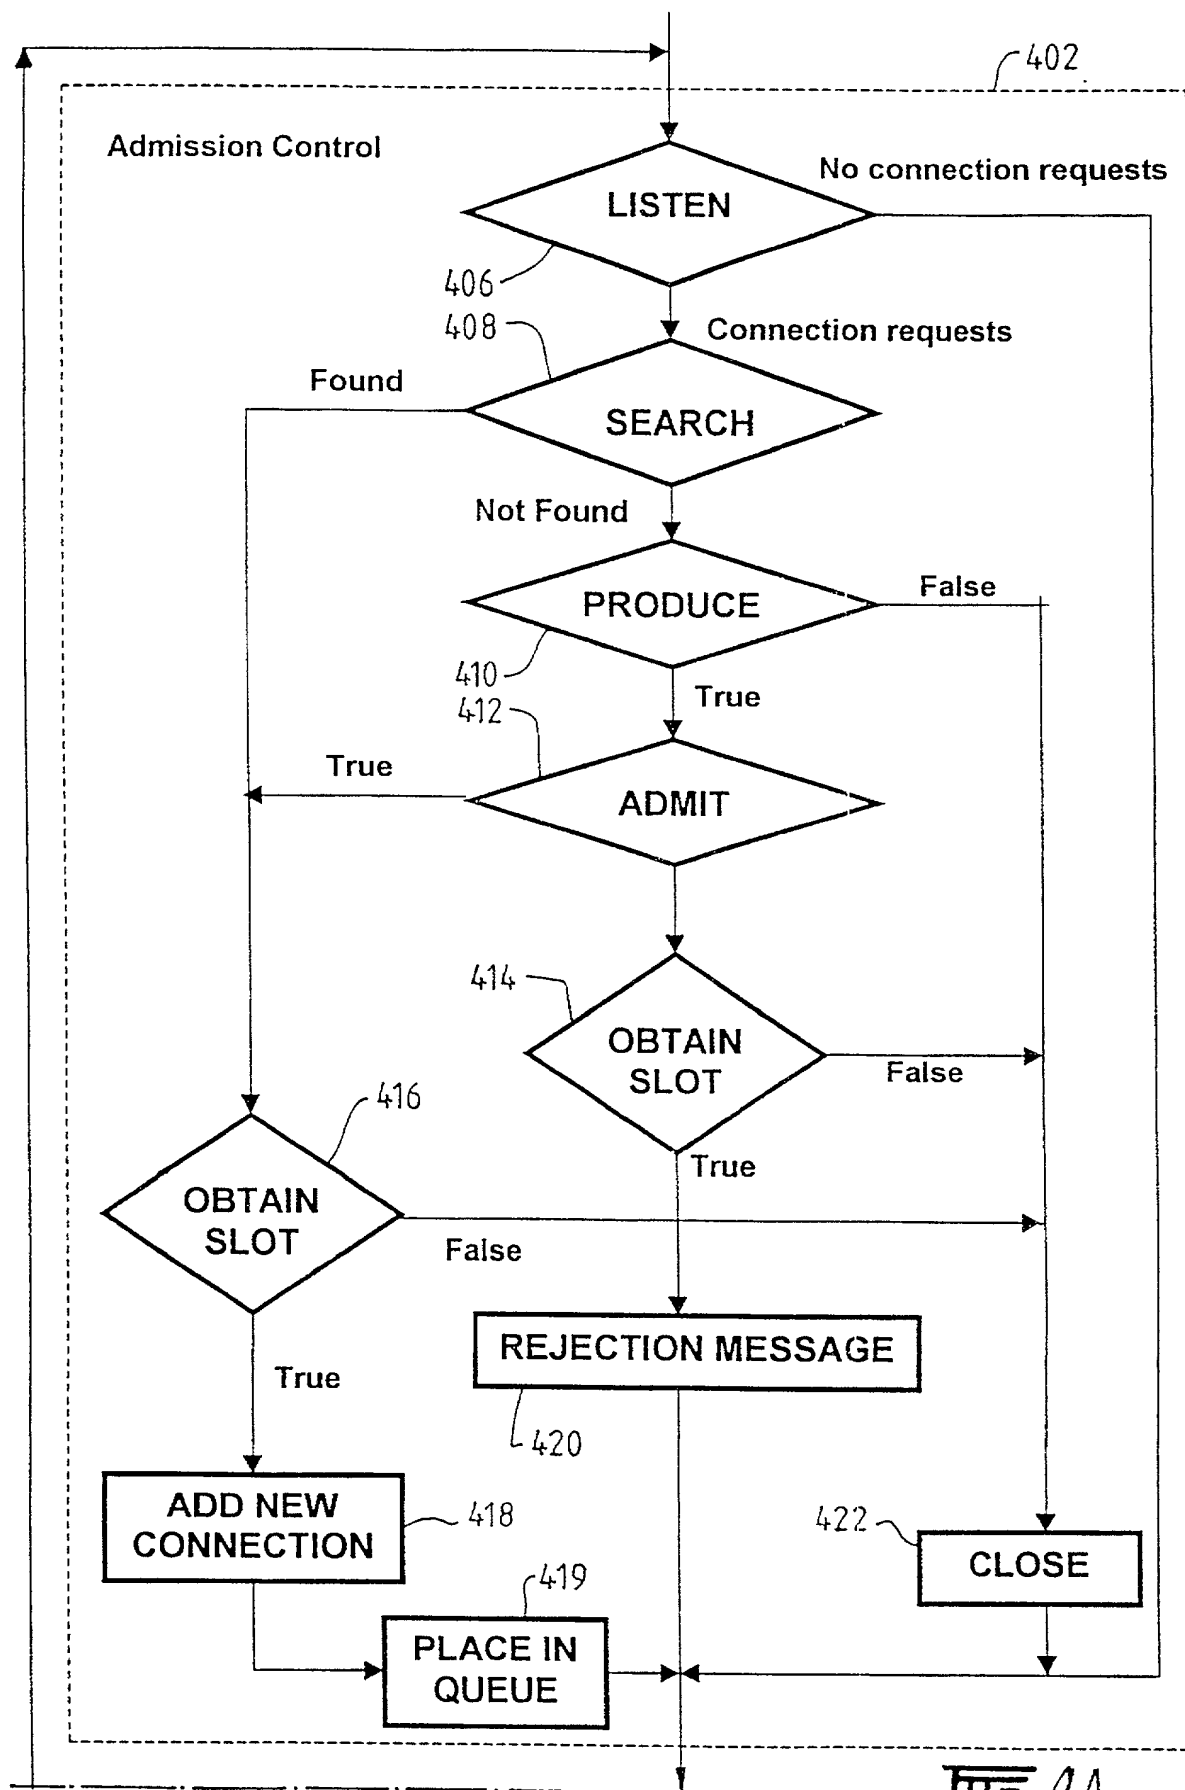 402
Admission Control
No connection requests
LISTEN
406
408
Connection requests
Found
SEARCH
Not Found
False
PRODUCE
410
True
412
True
ADMIT
414
OBTAIN
SLOT
False
416
True
OBTAIN
SLOT
False
REJECTION MESSAGE
True
420
ADD NEW
CONNECTION
418
422
CLOSE
419
PLACE IN
QUEUE